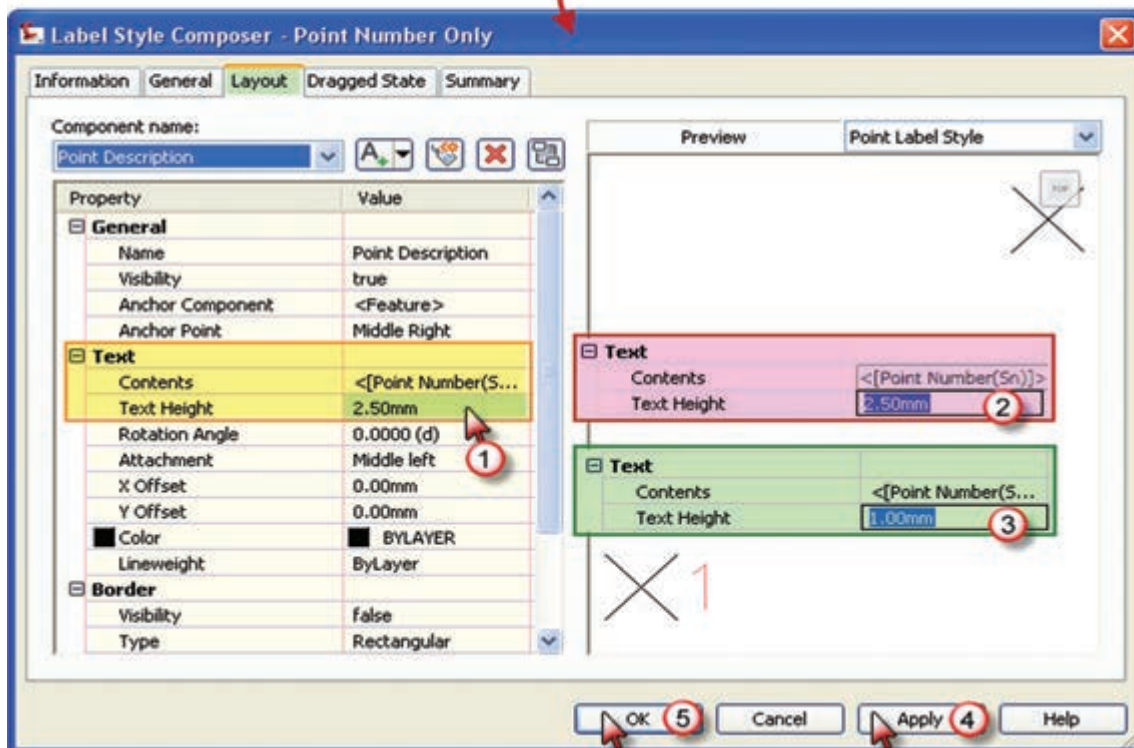 Label Style Composer - Point Number Only
Information General Layout Dragged State Summary
Component name:
Point Description
A
Preview Point Label Style
Property Value
General
Name Point Description
Visibility true
Anchor Component <Feature>
Anchor Point Middle Right
Text
Contents <[Point Number(S...
Text Height 2.50mm
1
Rotation Angle 0.0000 (d)
Attachment Middle left
X Offset 0.00mm
Y Offset 0.00mm
Color BYLAYER
Lineweight ByLayer
Border
Visibility false
Type Rectangular
TOP
Text
Contents <[Point Number(Sn)]>
Text Height 2.50mm
2
Text
Contents <[Point Number(S...
Text Height 1.00mm
3
1
OK 5 Cancel Apply 4 Help